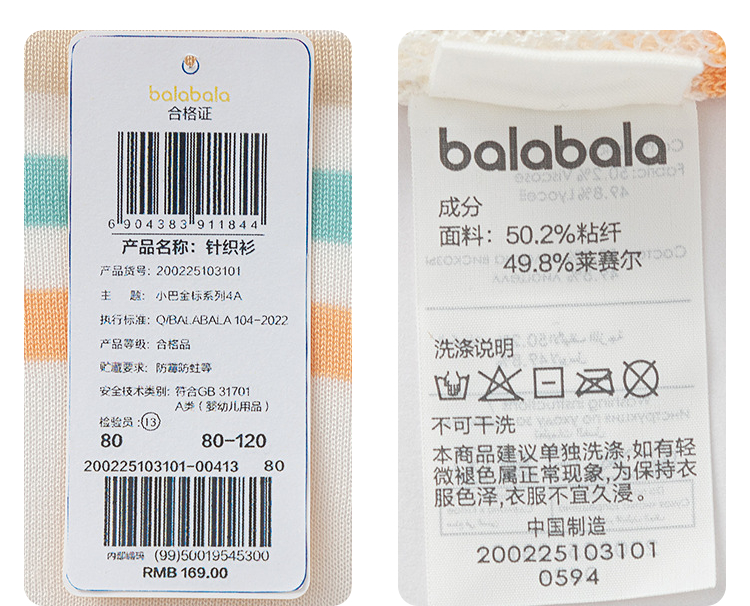 balabala
合格证
6 904383 911844
产品名称：针织衫
产品货号：200225103101
主 题：小巴金标系列4A
执行标准：Q/BALABALA 104-2022
产品等级：合格品
贮藏要求：防霉防蛀等
安全技术类别：符合GB 31701
A类（婴幼儿用品）
检验员：13
80 80-120
200225103101-00413 80
内部编码 (99)50019545300
RMB 169.00
balabala
成分
面料：50.2%粘纤
49.8%莱赛尔
洗涤说明
不可干洗
本商品建议单独洗涤,如有轻
微褪色属正常现象,为保持衣
服色泽,衣服不宜久浸。
中国制造
200225103101
0594